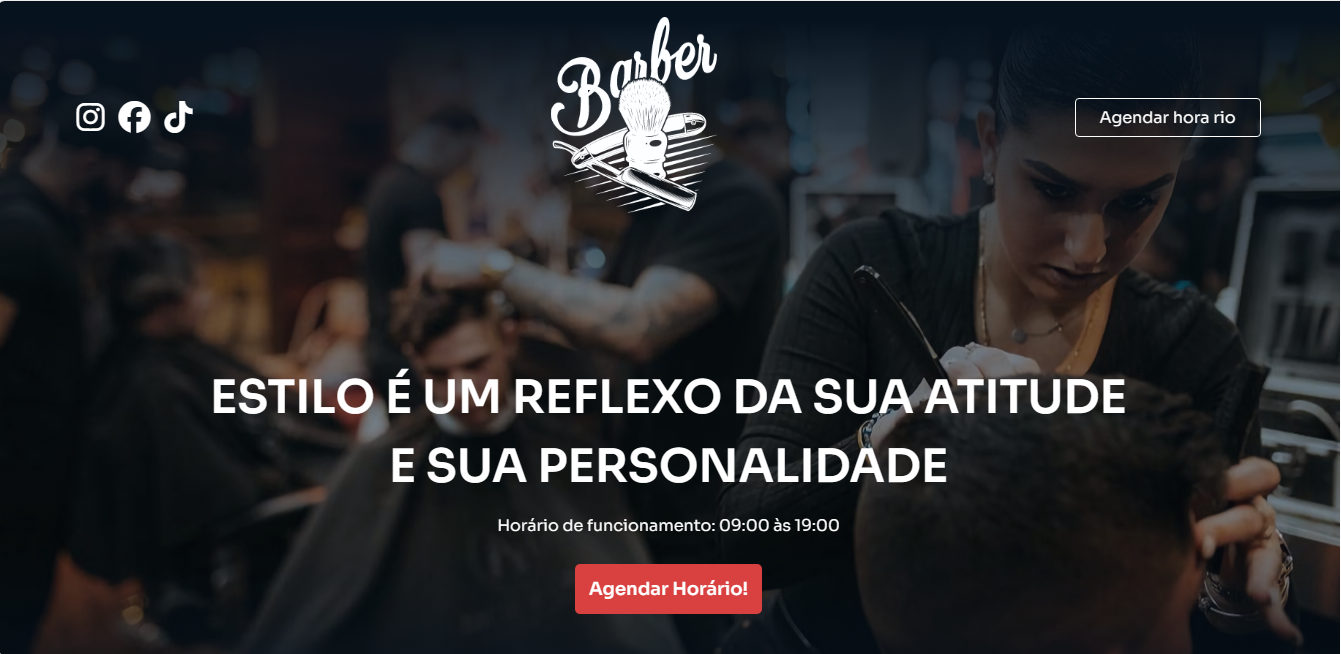 Barber
Agendar hora rio
ESTILO É UM REFLEXO DA SUA ATITUDE
E SUA PERSONALIDADE
Horário de funcionamento: 09:00 às 19:00
Agendar Horário!